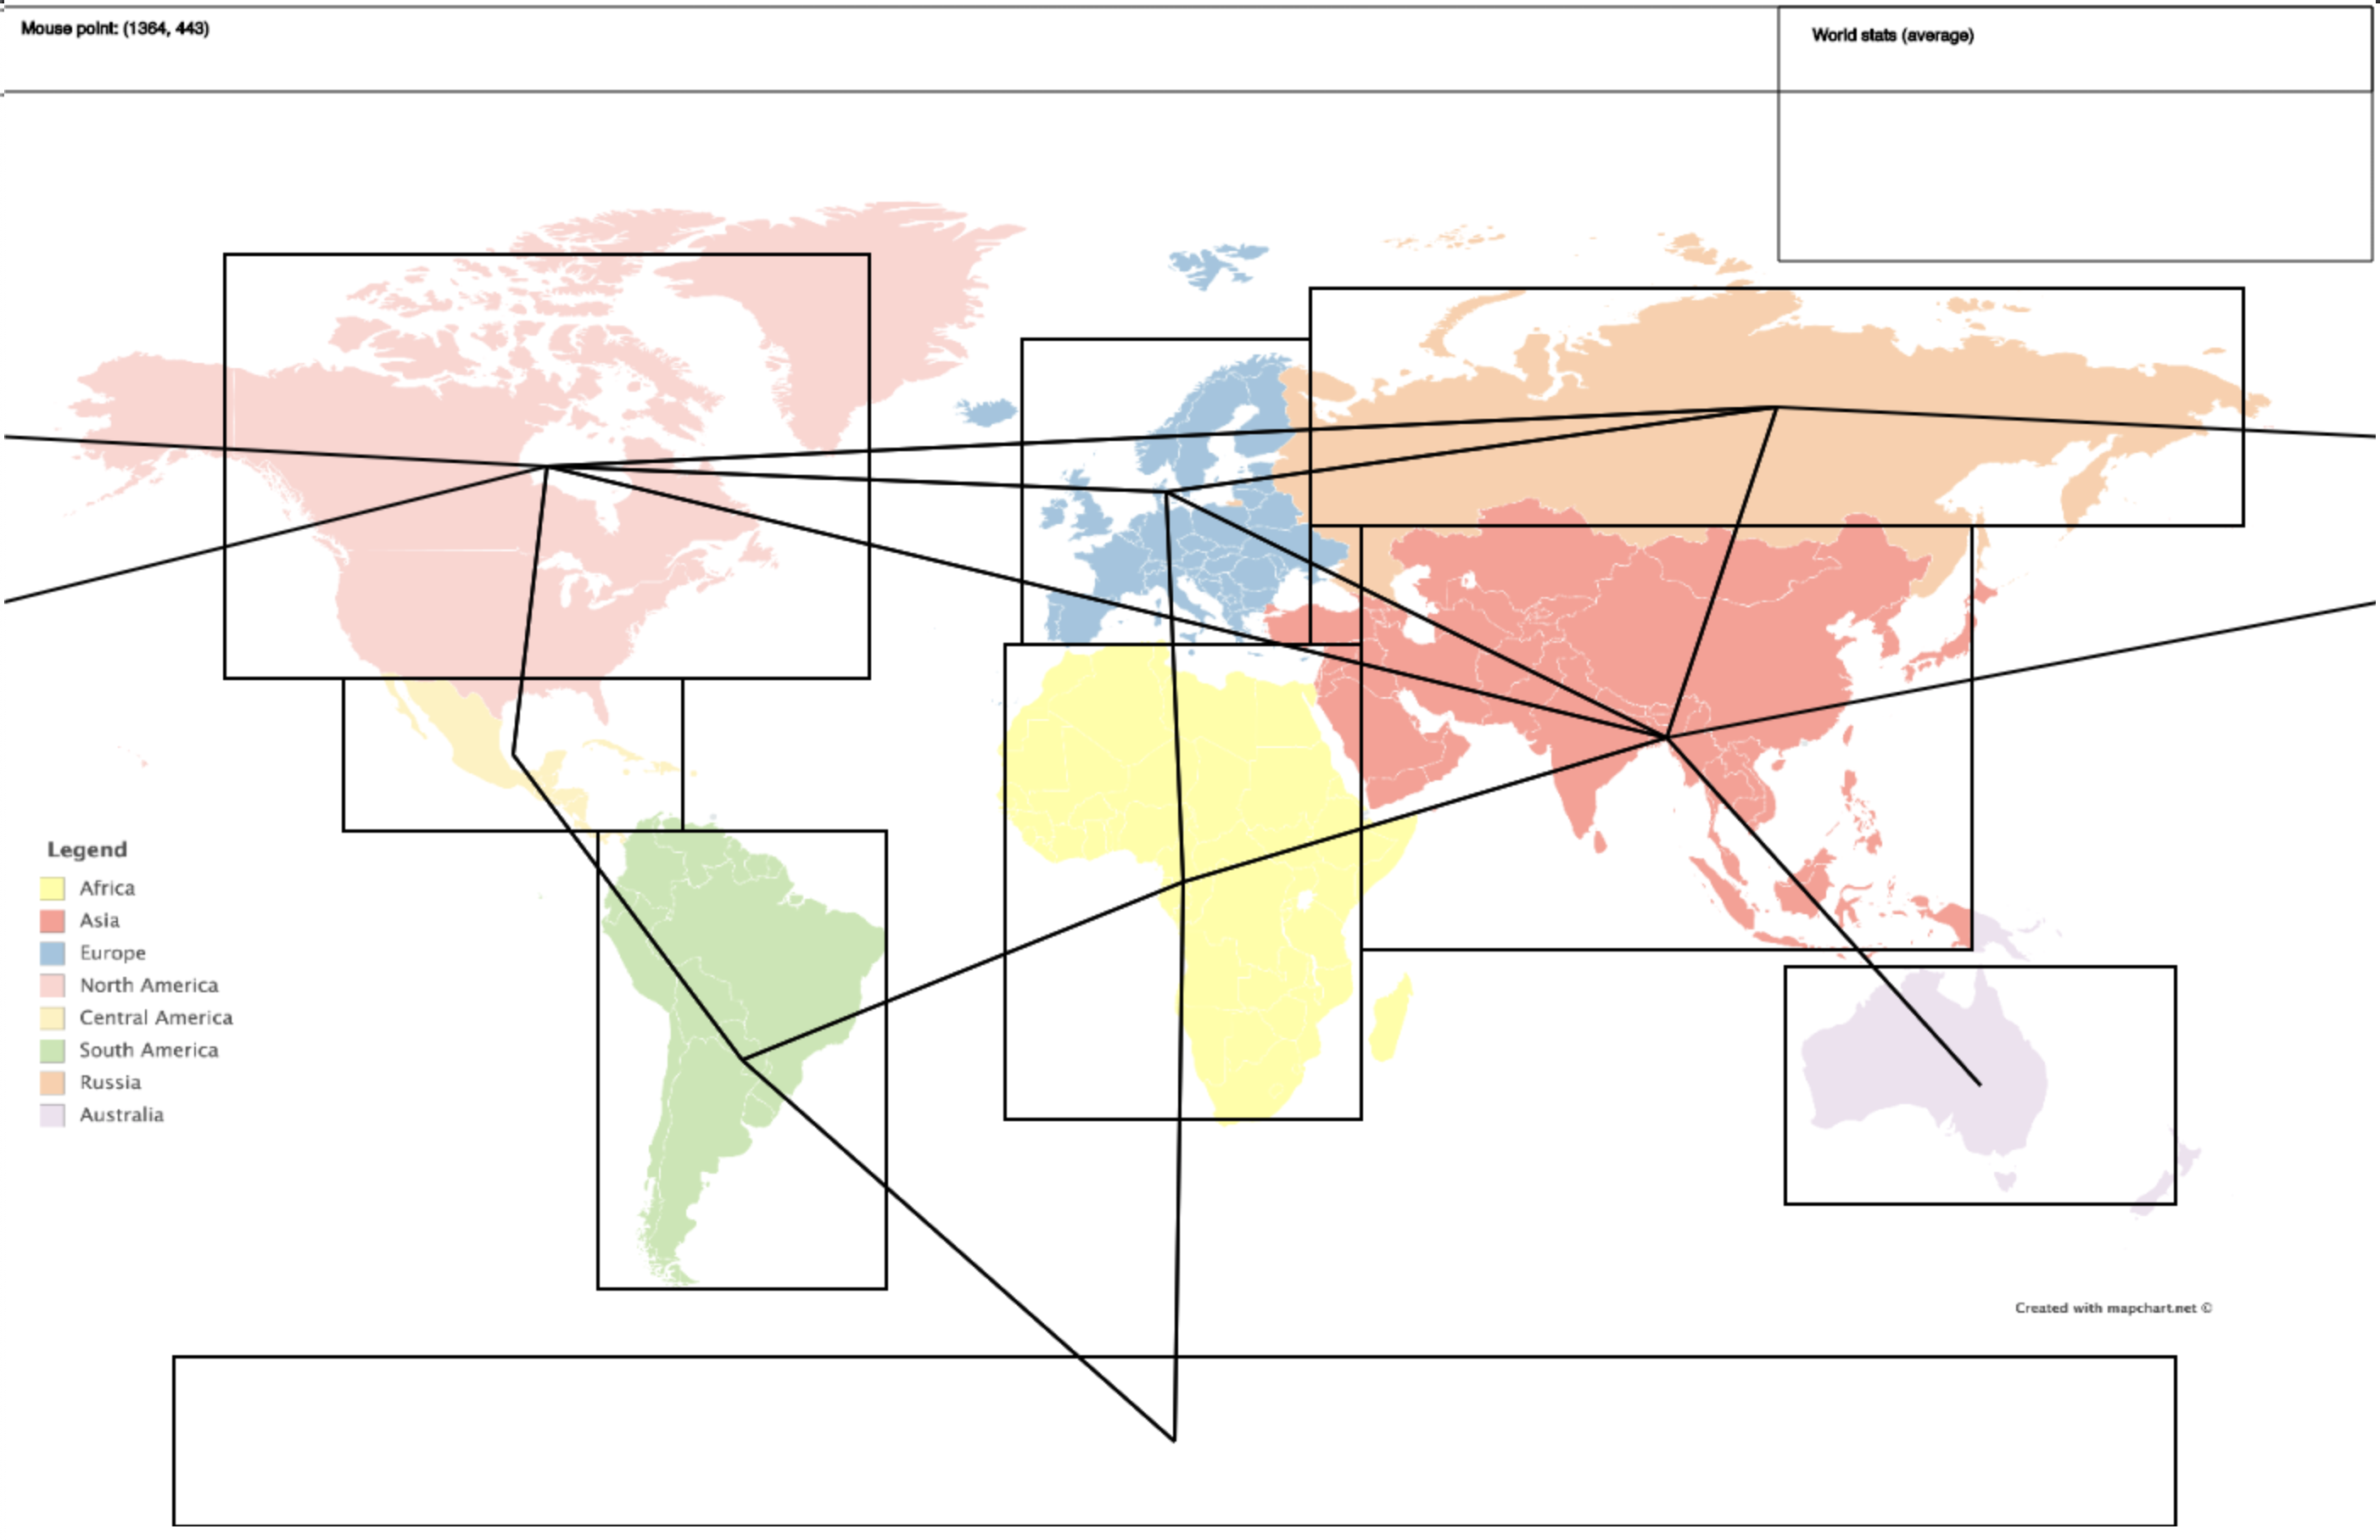 Mouse point: (1364, 443)
World stats (average)
Legend
Africa
Asia
Europe
North America
Central America
South America
Russia
Australia
Created with mapchart.net ©